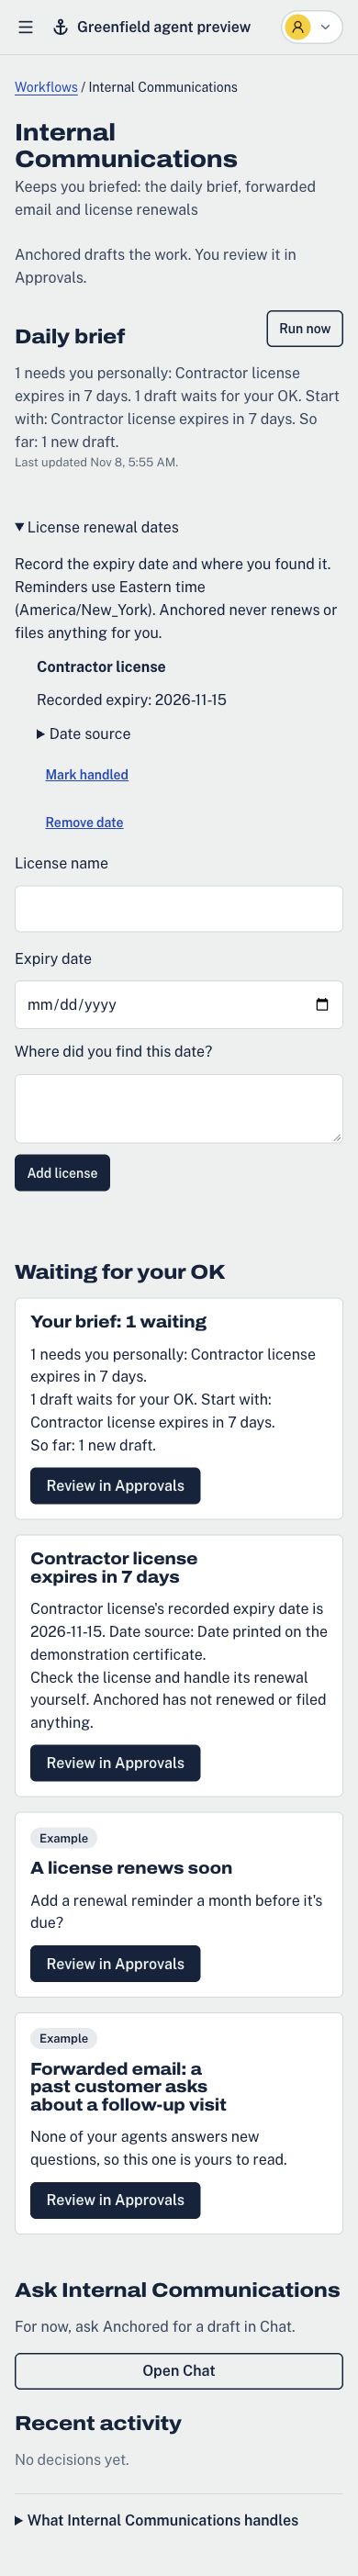 Greenfield agent preview
Workflows / Internal Communications
Internal
Communications
Keeps you briefed: the daily brief, forwarded
email and license renewals
Anchored drafts the work. You review it in
Approvals.
Daily brief
Run now
1 needs you personally: Contractor license
expires in 7 days. 1 draft waits for your OK. Start
with: Contractor license expires in 7 days. So
far: 1 new draft.
Last updated Nov 8, 5:55 AM.
License renewal dates
Record the expiry date and where you found it.
Reminders use Eastern time
(America/New_York). Anchored never renews or
files anything for you.
Contractor license
Recorded expiry: 2026-11-15
Date source
Mark handled
Remove date
License name
Expiry date
mm/dd/yyyy
Where did you find this date?
Add license
Waiting for your OK
Your brief: 1 waiting
1 needs you personally: Contractor license
expires in 7 days.
1 draft waits for your OK. Start with:
Contractor license expires in 7 days.
So far: 1 new draft.
Review in Approvals
Contractor license
expires in 7 days
Contractor license's recorded expiry date is
2026-11-15. Date source: Date printed on the
demonstration certificate.
Check the license and handle its renewal
yourself. Anchored has not renewed or filed
anything.
Review in Approvals
Example
A license renews soon
Add a renewal reminder a month before it's
due?
Review in Approvals
Example
Forwarded email: a
past customer asks
about a follow-up visit
None of your agents answers new
questions, so this one is yours to read.
Review in Approvals
Ask Internal Communications
For now, ask Anchored for a draft in Chat.
Open Chat
Recent activity
No decisions yet.
What Internal Communications handles